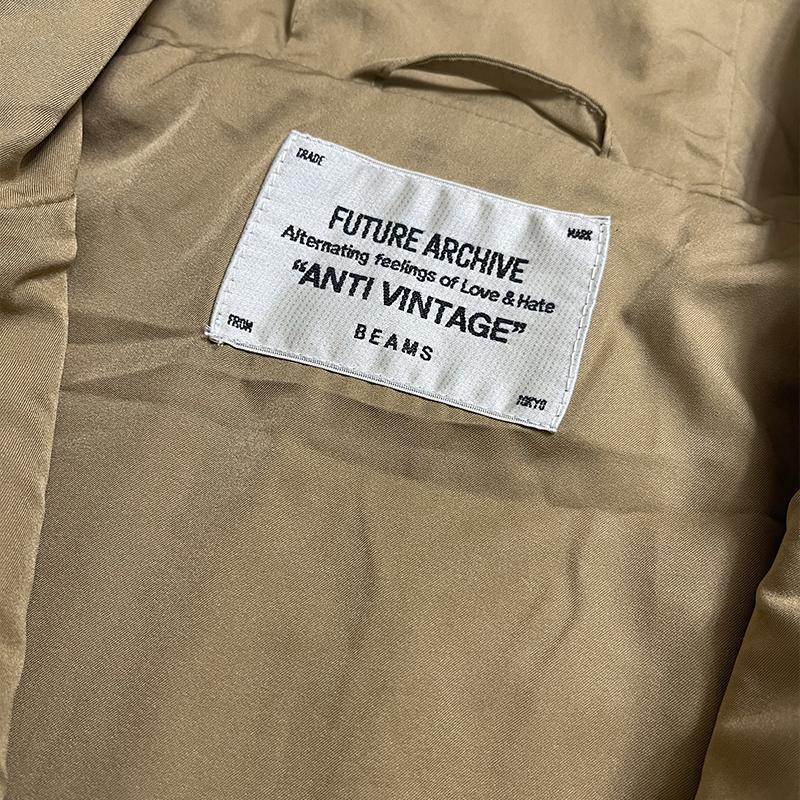 TRADE
MARK
FUTURE ARCHIVE
Alternating feelings of Love & Hate
“ANTI VINTAGE”
BEAMS
FROM
TOKYO